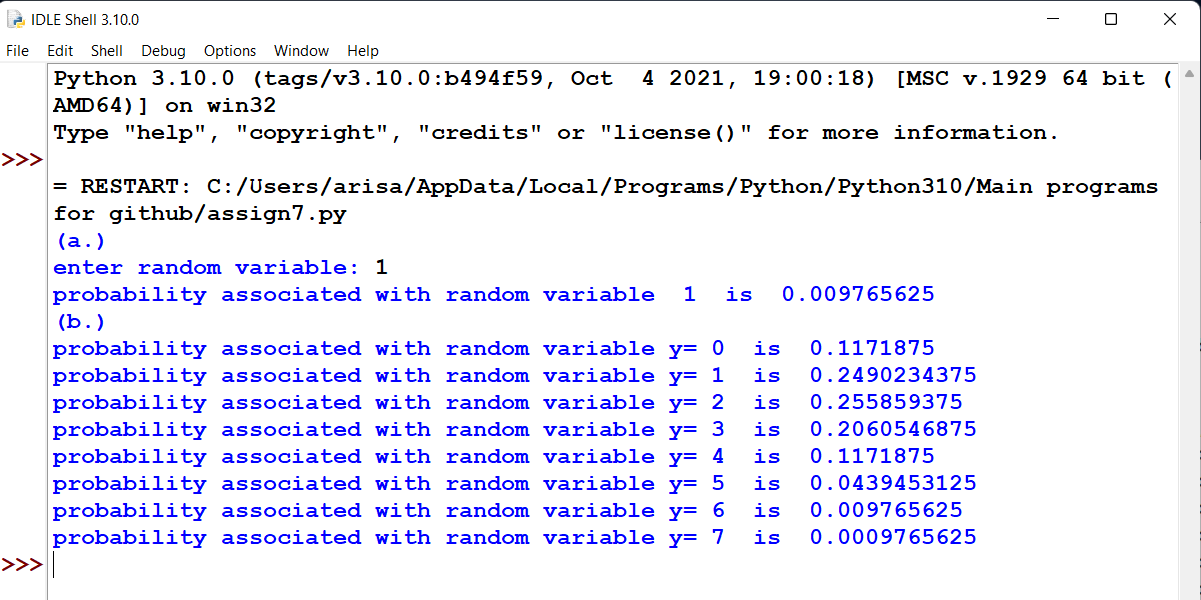 IDLE Shell 3.10.0
File Edit Shell Debug Options Window Help
Python 3.10.0 (tags/v3.10.0:b494f59, Oct  4 2021, 19:00:18) [MSC v.1929 64 bit (
AMD64)] on win32
Type "help", "copyright", "credits" or "license()" for more information.
>>>
= RESTART: C:/Users/arisa/AppData/Local/Programs/Python/Python310/Main programs
for github/assign7.py
(a.)
enter random variable: 1
probability associated with random variable  1  is  0.009765625
(b.)
probability associated with random variable y= 0  is  0.1171875
probability associated with random variable y= 1  is  0.2490234375
probability associated with random variable y= 2  is  0.255859375
probability associated with random variable y= 3  is  0.2060546875
probability associated with random variable y= 4  is  0.1171875
probability associated with random variable y= 5  is  0.0439453125
probability associated with random variable y= 6  is  0.009765625
probability associated with random variable y= 7  is  0.0009765625
>>>